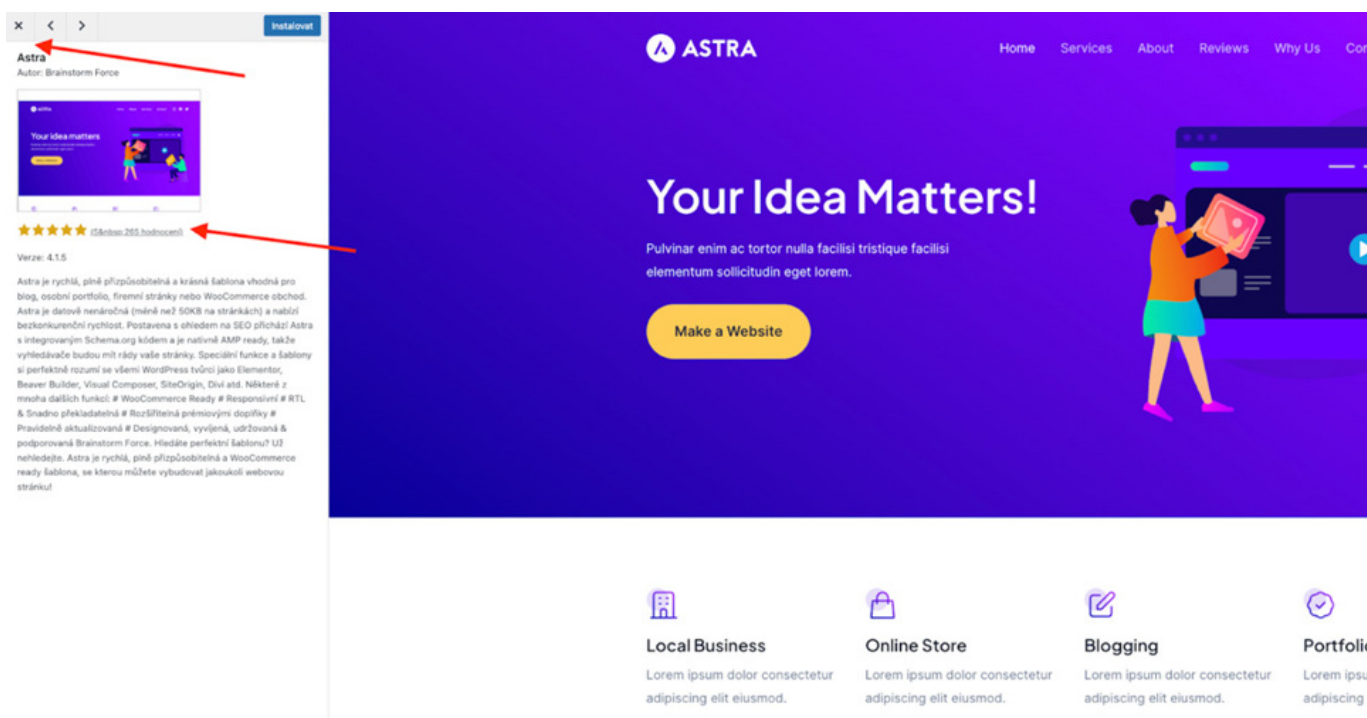 Instalovat
Astra
Autor: Brainstorm Force
Your idea matters
(5&nbsp;265 hodnocení)
Verze: 4.1.5
Astra je rychlá, plně přizpůsobitelná a krásná šablona vhodná pro
blog, osobní portfolio, firemní stránky nebo WooCommerce obchod.
Astra je datově nenáročná (méně než 50KB na stránkách) a nabízí
bezkonkurenční rychlost. Postavena s ohledem na SEO přichází Astra
s integrovaným Schema.org kódem a je nativně AMP ready, takže
vyhledávače budou mít rády vaše stránky. Speciální funkce a šablony
si perfektně rozumí se všemi WordPress tvůrci jako Elementor,
Beaver Builder, Visual Composer, SiteOrigin, Divi atd. Některé z
mnoha dalších funkcí: # WooCommerce Ready # Responsivní # RTL
& Snadno překladatelná # Rozšiřitelná prémiovými doplňky #
Pravidelně aktualizovaná # Designovaná, vyvíjená, udržovaná &
podporovaná Brainstorm Force. Hledáte perfektní šablonu? Už
nehledejte. Astra je rychlá, plně přizpůsobitelná a WooCommerce
ready šablona, se kterou můžete vybudovat jakoukoli webovou
stránku!
ASTRA
Home Services About Reviews Why Us Con
Your Idea Matters!
Pulvinar enim ac tortor nulla facilisi tristique facilisi
elementum sollicitudin eget lorem.
Make a Website
Local Business
Lorem ipsum dolor consectetur
adipiscing elit eiusmod.
Online Store
Lorem ipsum dolor consectetur
adipiscing elit eiusmod.
Blogging
Lorem ipsum dolor consectetur
adipiscing elit eiusmod.
Portfolio
Lorem ipsu
adipiscing